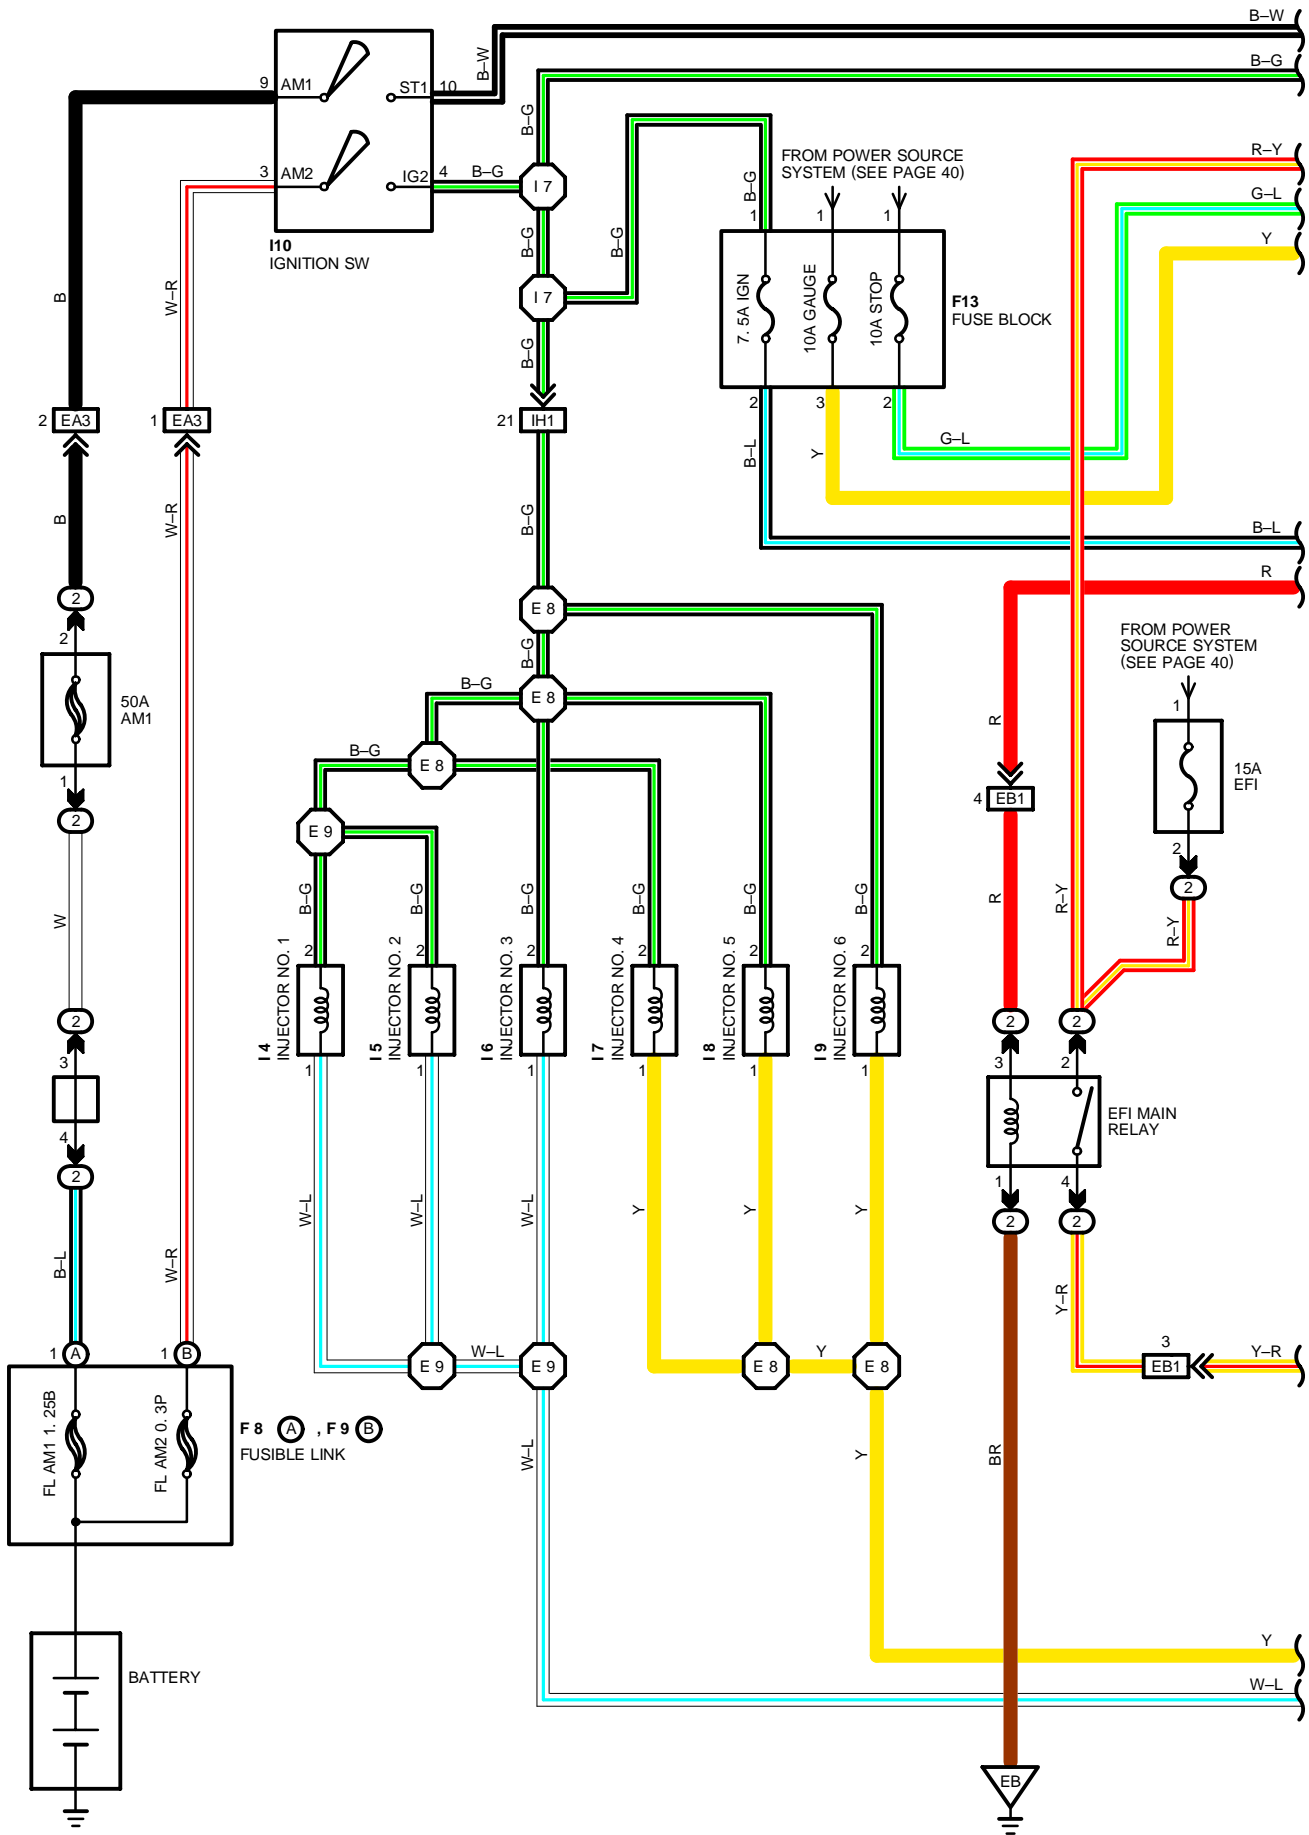 B–W
B–G
B–W
9 AM1
ST1 10
B–G
3 AM2
IG2 4
B–G
I 7
I10
IGNITION SW
FROM POWER SOURCE
SYSTEM (SEE PAGE 40)
R–Y
G–L
Y
B–G
1
1
1
B–G
B–G
I 7
B
W–R
7. 5A IGN
10A GAUGE
10A STOP
F13
FUSE BLOCK
B–G
2
3
2
2 EA3
1 EA3
21 IH1
B–L
Y
G–L
B
W–R
B–G
B–L
R
2
E 8
2
B–G
FROM POWER
SOURCE SYSTEM
(SEE PAGE 40)
1
50A
AM1
B–G
E 8
R
B–G
E 8
15A
EFI
1
4 EB1
2
E 9
2
2
W
B–G
B–G
B–G
B–G
B–G
B–G
R
R–Y
R–Y
2
2
2
2
2
2
I 4
INJECTOR NO. 1
I 5
INJECTOR NO. 2
I 6
INJECTOR NO. 3
I 7
INJECTOR NO. 4
I 8
INJECTOR NO. 5
I 9
INJECTOR NO. 6
2
2
2
3
1
1
1
1
1
1
3
2
EFI MAIN
RELAY
4
2
1
4
2
2
W–L
W–L
W–L
Y
Y
Y
B–L
W–R
Y–R
1 A
1 B
E 9
W–L
E 9
E 8
Y
E 8
3
EB1
Y–R
FL AM1 1. 25B
FL AM2 0. 3P
F 8 A , F 9 B
FUSIBLE LINK
W–L
Y
BR
BATTERY
Y
W–L
EB